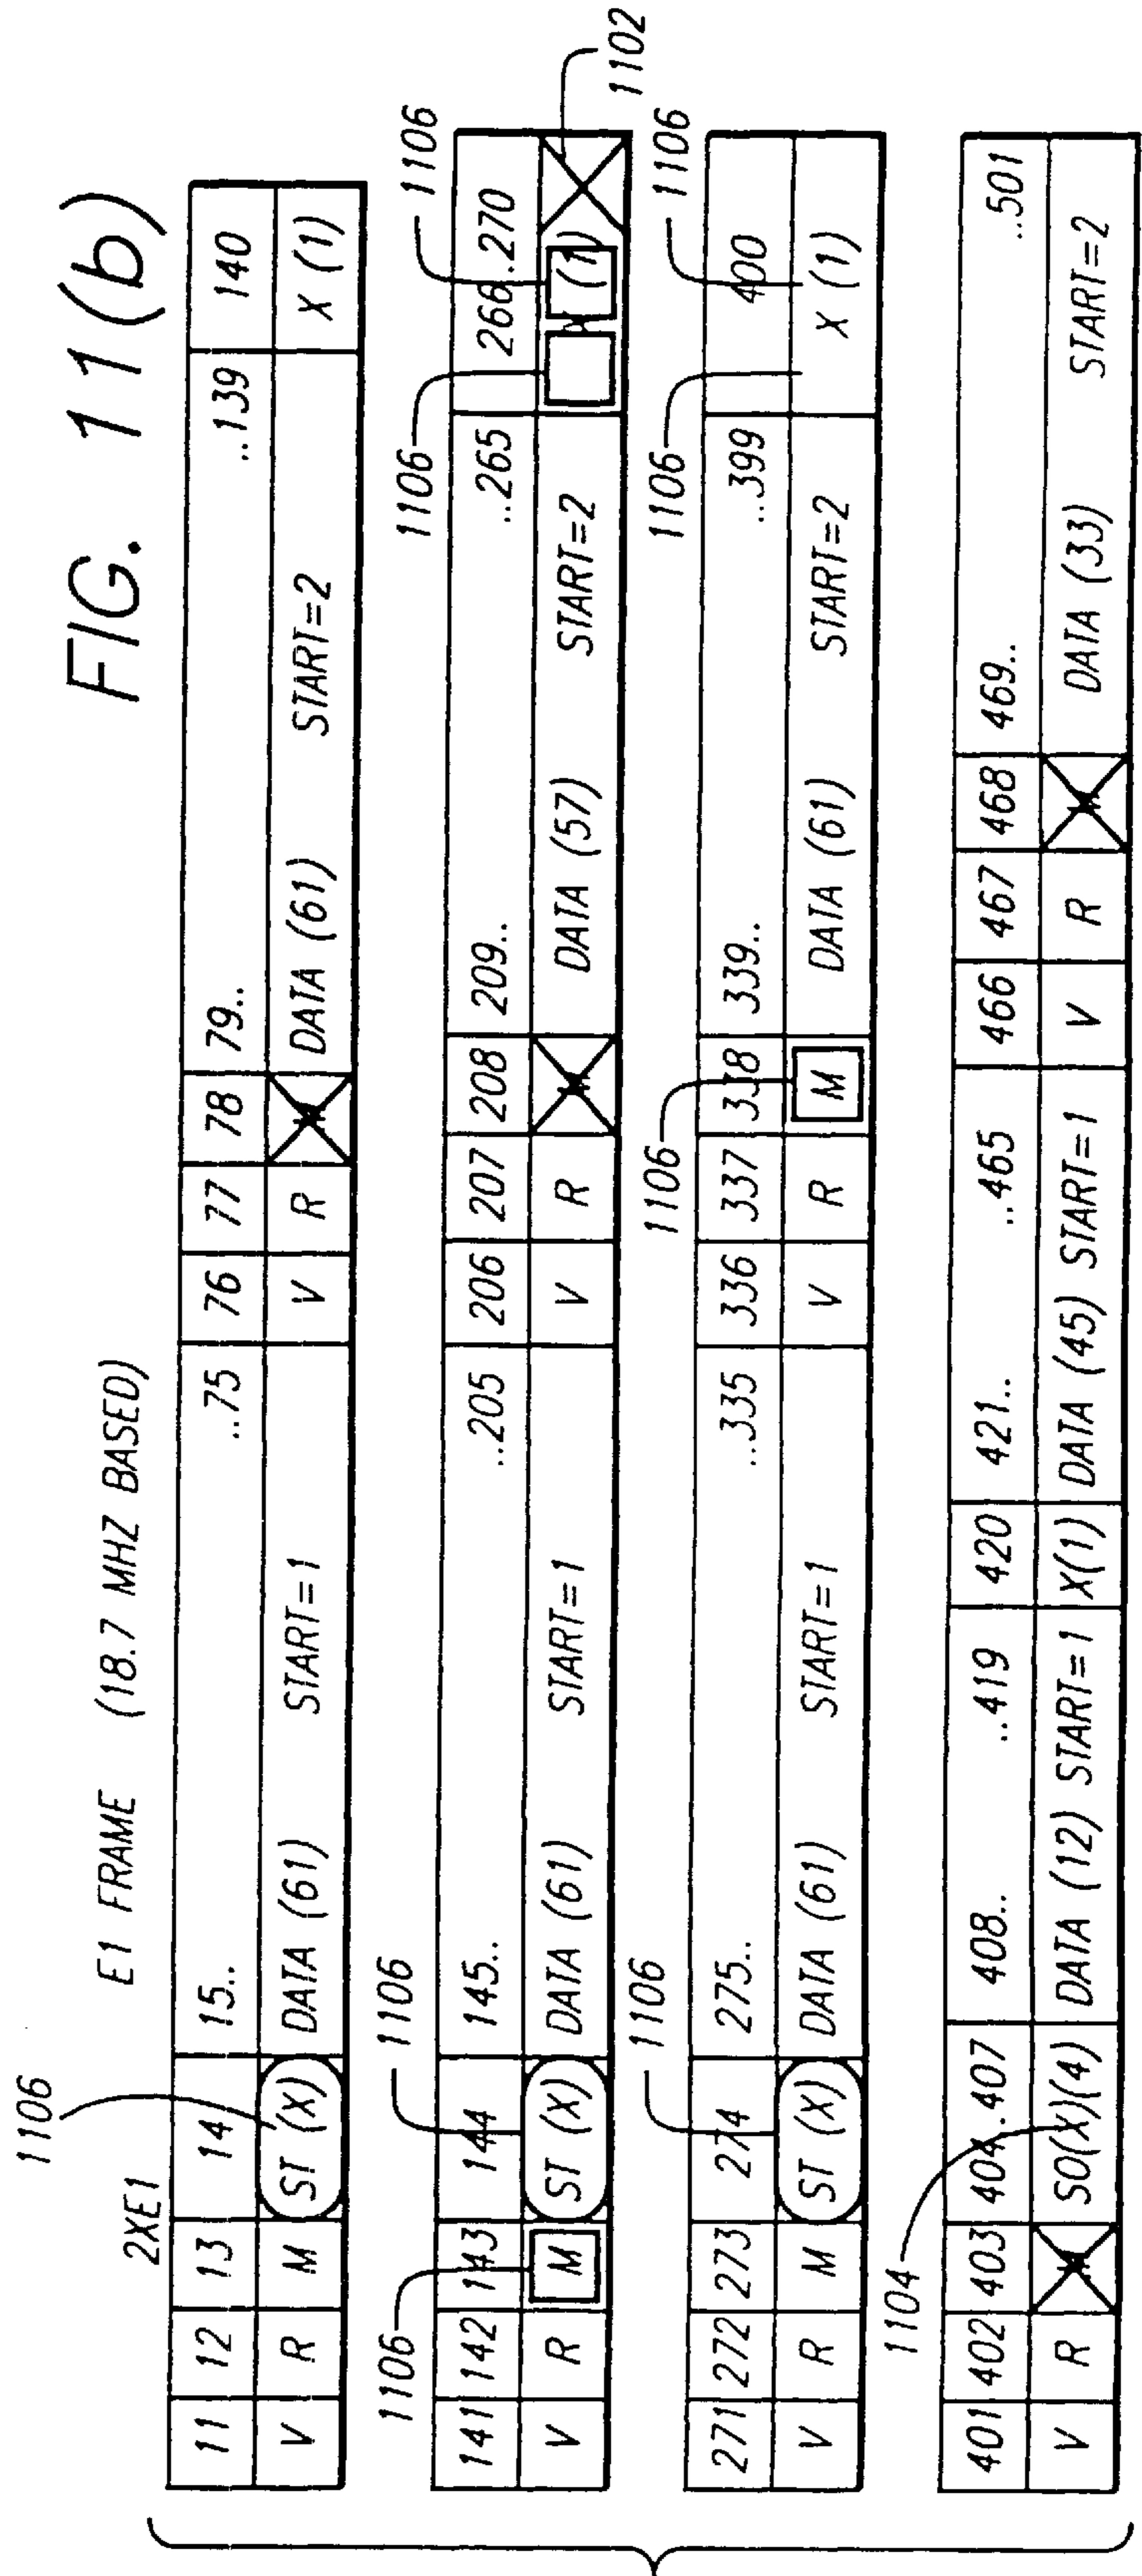 FIG. 11(b)
E1 FRAME (18.7 MHZ BASED)
2XE1
1106
11 12 13 14 15.. ..75 76 77 78 79.. ..139 140
V R M ST (X) DATA (61) START=1 V R DATA (61) START=2 X (1)
1106 1106 1106 1106 1102
141 142 143 144 145.. ..205 206 207 208 209.. ..265 266..270
V R M ST (X) DATA (61) START=1 V R DATA (57) START=2 X (1)
1106 1106 1106 1106
271 272 273 274 275.. ..335 336 337 338 339.. ..399 400
V R M ST (X) DATA (61) START=1 V R M DATA (61) START=2 X (1)
1104
401 402 403 404..407 408.. ..419 420 421.. ..465 466 467 468 469.. ..501
V R SO(X)(4) DATA (12) START=1 X(1) DATA (45) START=1 V R DATA (33) START=2